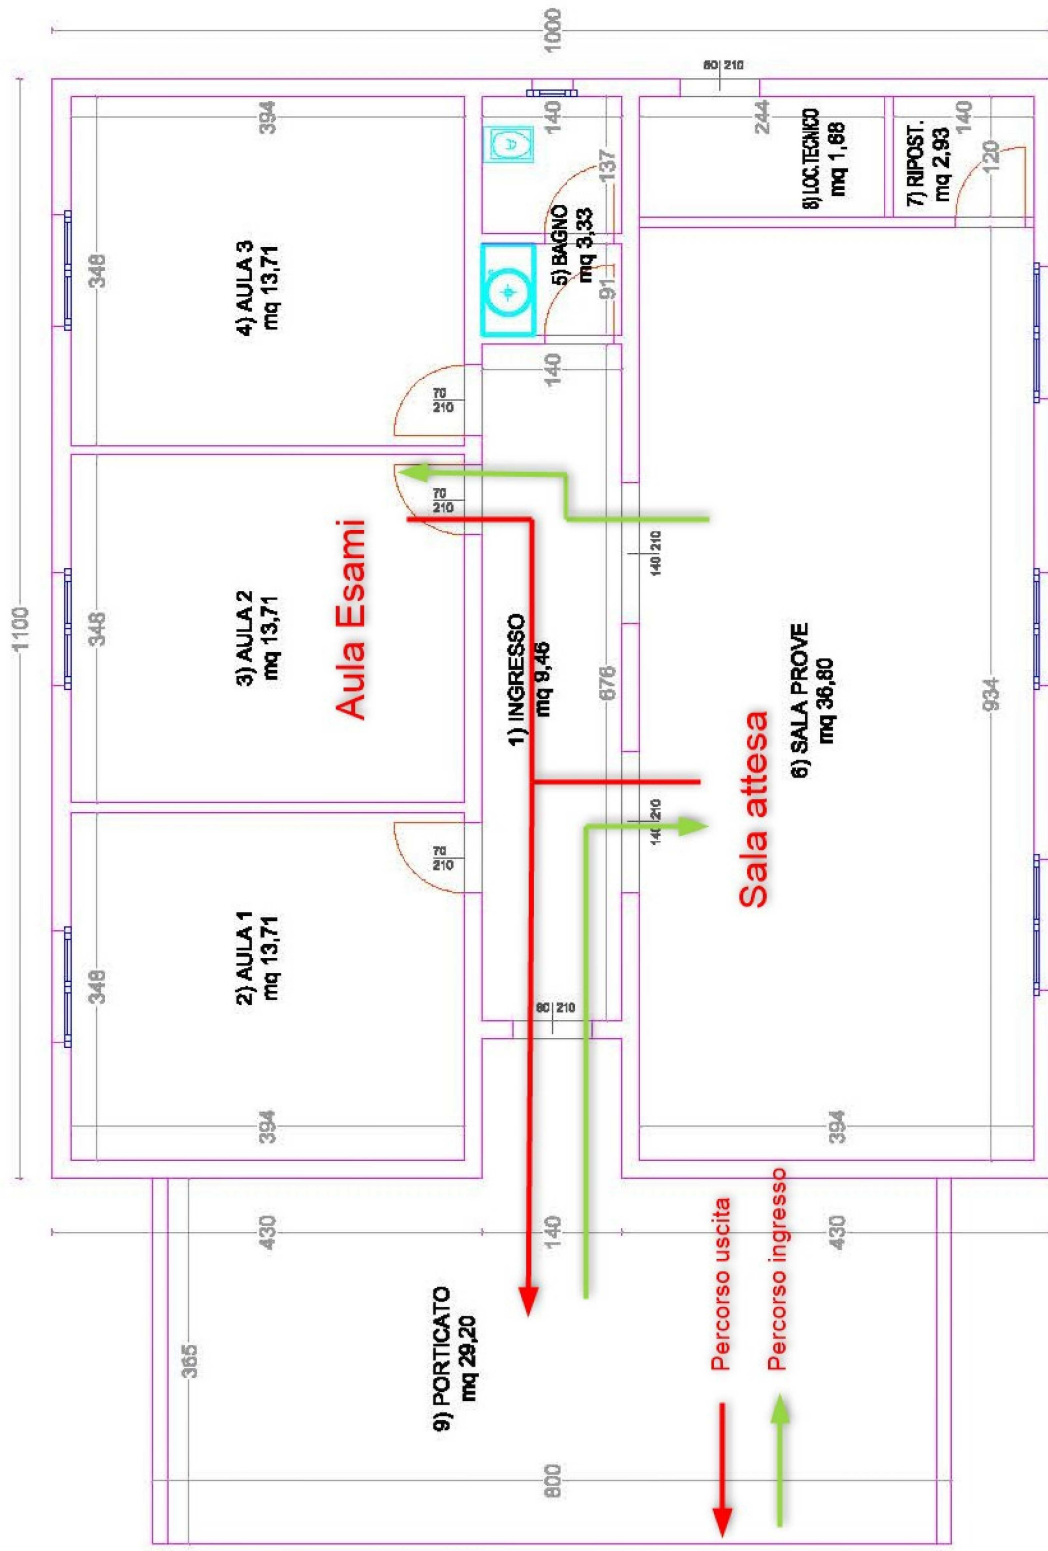 1000
1100
394
140
60 210
244
140
120
137
348
4) AULA 3
mq 13,71
5) BAGNO
mq 3,33
91
8)LOC.TECNICO
mq 1,68
7) RIPOST.
mq 2,93
70
210
140
70
210
Aula Esami
348
3) AULA 2
mq 13,71
1) INGRESSO
mq 9,46
676
140 210
6) SALA PROVE
mq 36,80
934
Sala attesa
140 210
70
210
348
2) AULA 1
mq 13,71
80 210
394
394
430
140
430
9) PORTICATO
mq 29,20
365
800
Percorso uscita
Percorso ingresso